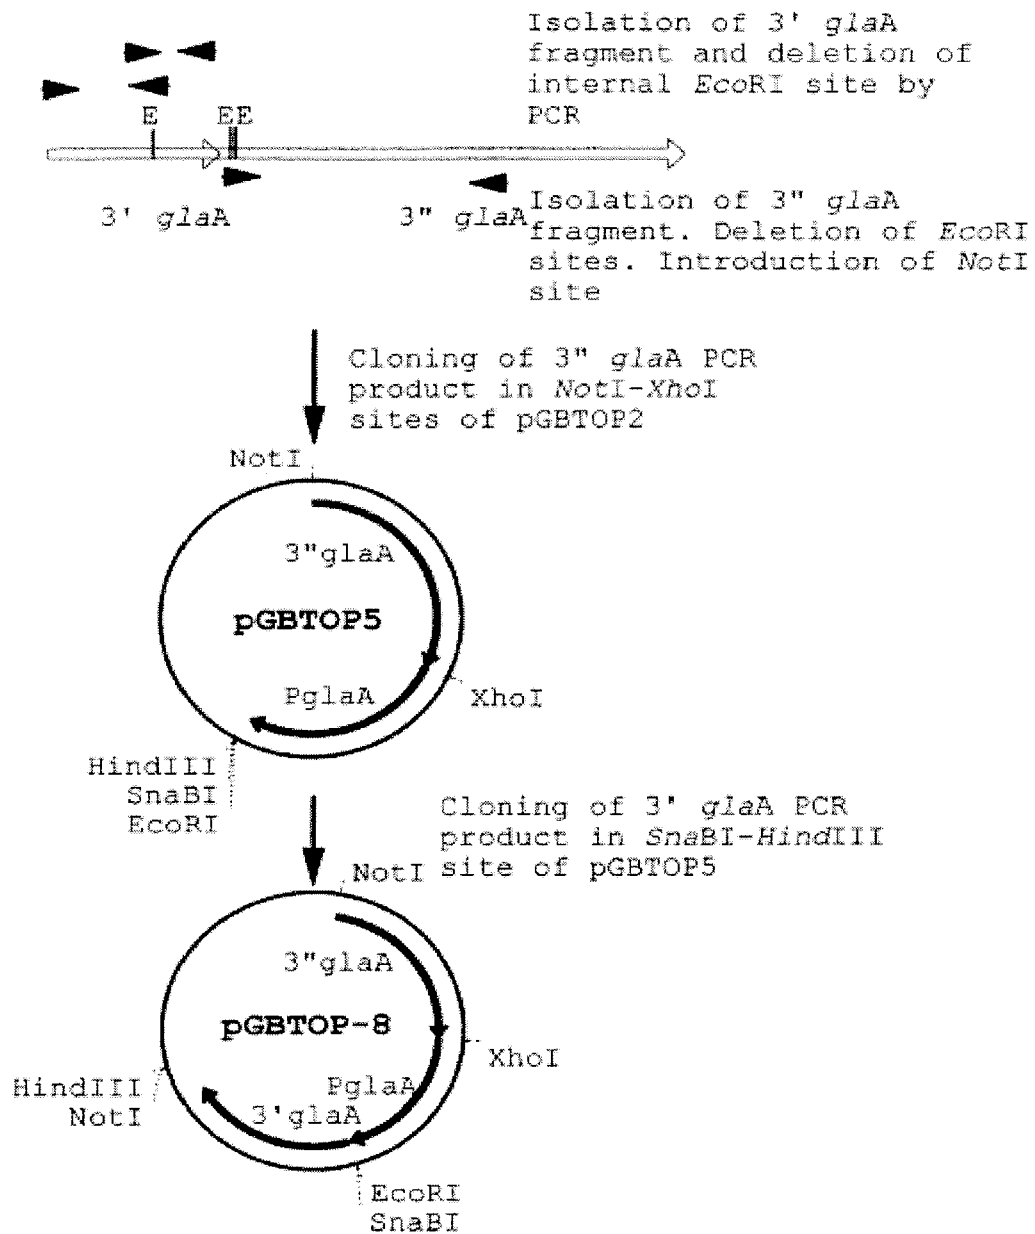 Isolation of 3' glaA
fragment and deletion of
internal EcoRI site by
PCR
E
EE
3' glaA
3" glaA
Isolation of 3" glaA
fragment. Deletion of EcoRI
sites. Introduction of NotI
site
Cloning of 3" glaA PCR
product in NotI-XhoI
sites of pGBTOP2
NotI
3"glaA
pGBTOP5
PglaA
XhoI
HindIII
SnaBI
EcoRI
Cloning of 3' glaA PCR
product in SnaBI-HindIII
site of pGBTOP5
NotI
3"glaA
pGBTOP-8
XhoI
PglaA
3'glaA
HindIII
NotI
EcoRI
SnaBI